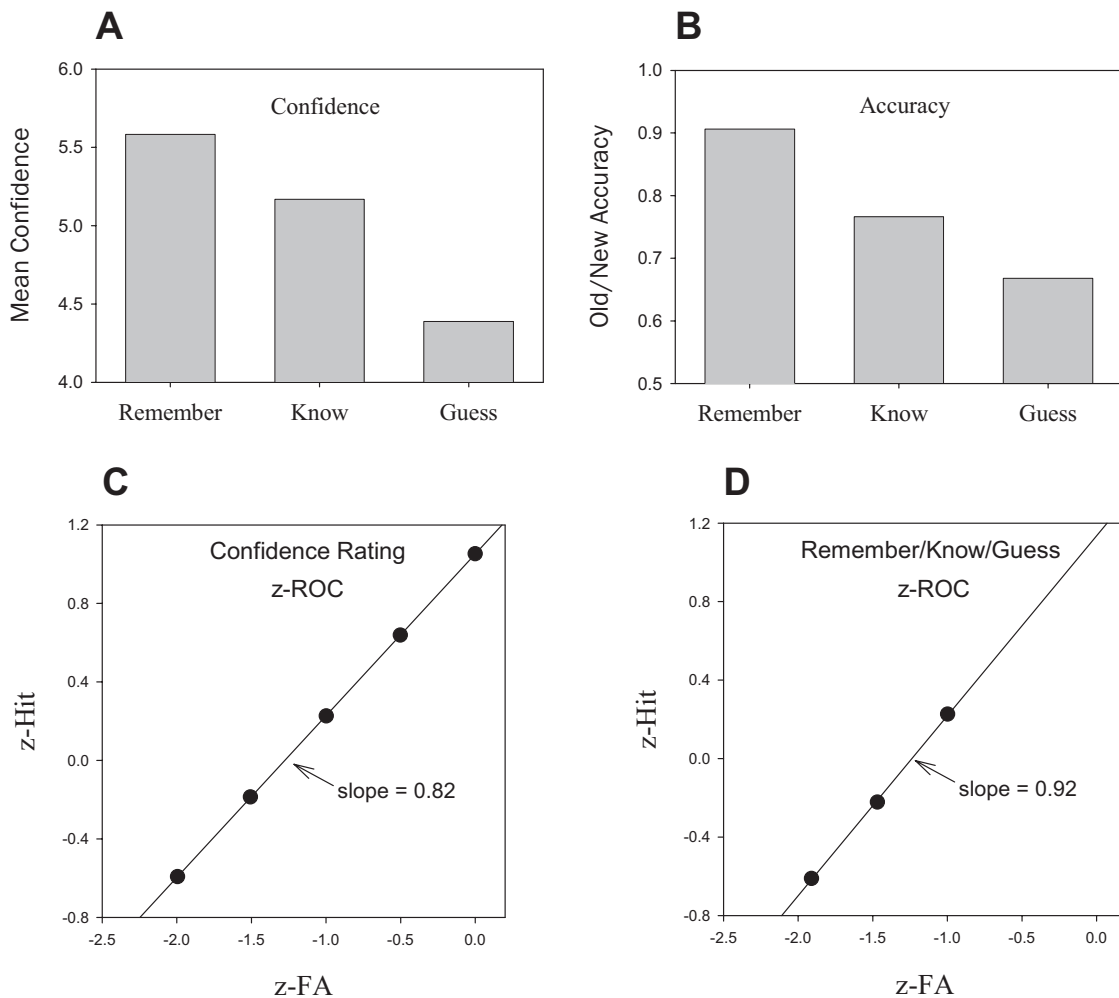 A
Mean Confidence
6.0
5.5
5.0
4.5
4.0
Confidence
Remember Know Guess
B
Old/New Accuracy
1.0
0.9
0.8
0.7
0.6
0.5
Accuracy
Remember Know Guess
C
z-Hit
1.2
0.8
0.4
0.0
-0.4
-0.8
Confidence Rating
z-ROC
slope = 0.82
-2.5 -2.0 -1.5 -1.0 -0.5 0.0
z-FA
D
z-Hit
1.2
0.8
0.4
0.0
-0.4
-0.8
Remember/Know/Guess
z-ROC
slope = 0.92
-2.5 -2.0 -1.5 -1.0 -0.5 0.0
z-FA